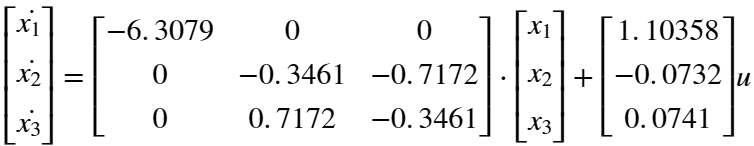 ẋ₁ −6.3079 0 0 x₁ 1.10358
ẋ₂ = 0 −0.3461 −0.7172 · x₂ + −0.0732 u
ẋ₃ 0 0.7172 −0.3461 x₃ 0.0741